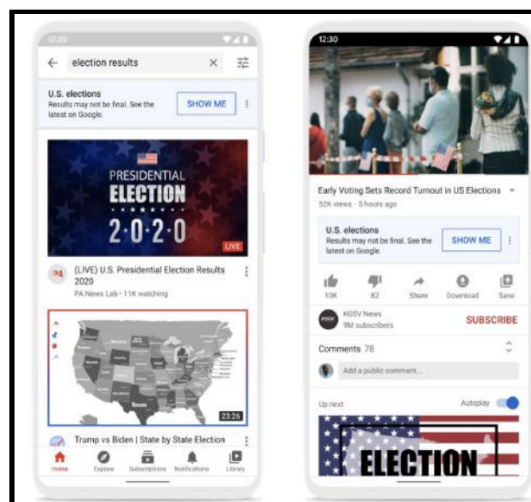 12:30
election results
U.S. elections
Results may not be final. See the
latest on Google.
SHOW ME
PRESIDENTIAL
ELECTION
2·0·2·0
LIVE
(LIVE) U.S. Presidential Election Results
2020
PA News Lab · 11K watching
Texas
23:26
Trump vs Biden | State by State Election
Home
Explore
Subscriptions
Notifications
Library
12:30
Early Voting Sets Record Turnout in US Elections
52K views · 5 hours ago
U.S. elections
Results may not be final. See the
latest on Google.
SHOW ME
10K
82
Share
Download
Save
KGSV News
11M subscribers
SUBSCRIBE
Comments 78
Add a public comment...
Up next
Autoplay
ELECTION